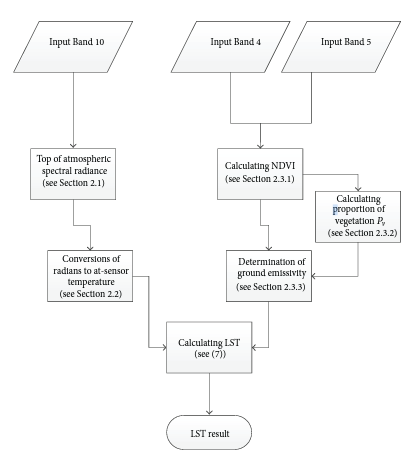 Input Band 10
Input Band 4
Input Band 5
Top of atmospheric
spectral radiance
(see Section 2.1)
Calculating NDVI
(see Section 2.3.1)
Calculating
proportion of
vegetation Pv
(see Section 2.3.2)
Conversions of
radians to at-sensor
temperature
(see Section 2.2)
Determination of
ground emissivity
(see Section 2.3.3)
Calculating LST
(see (7))
LST result